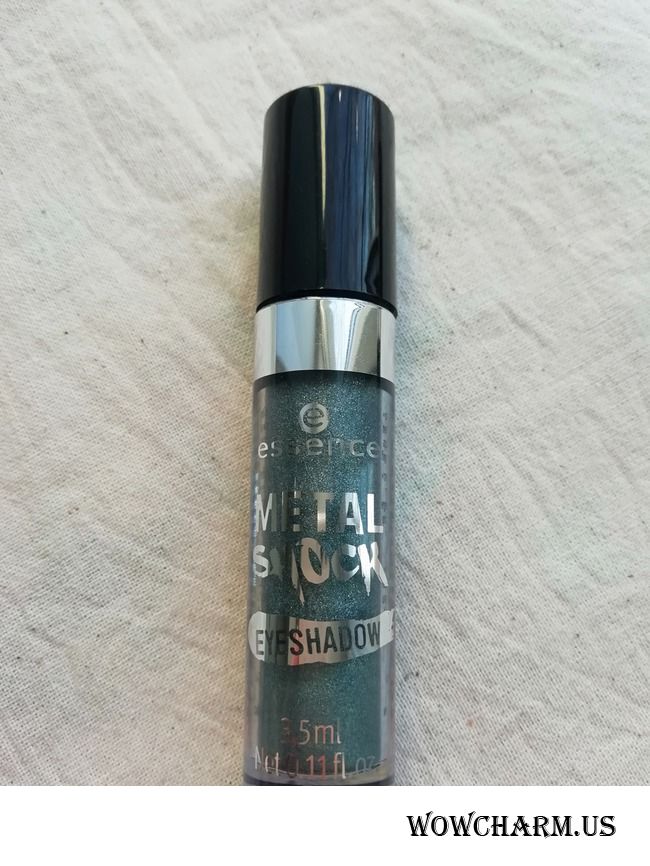 e
essence
METAL
SHOCK
EYESHADOW
3,5ml
Net 0.11 fl.oz.
WOWCHARM.US